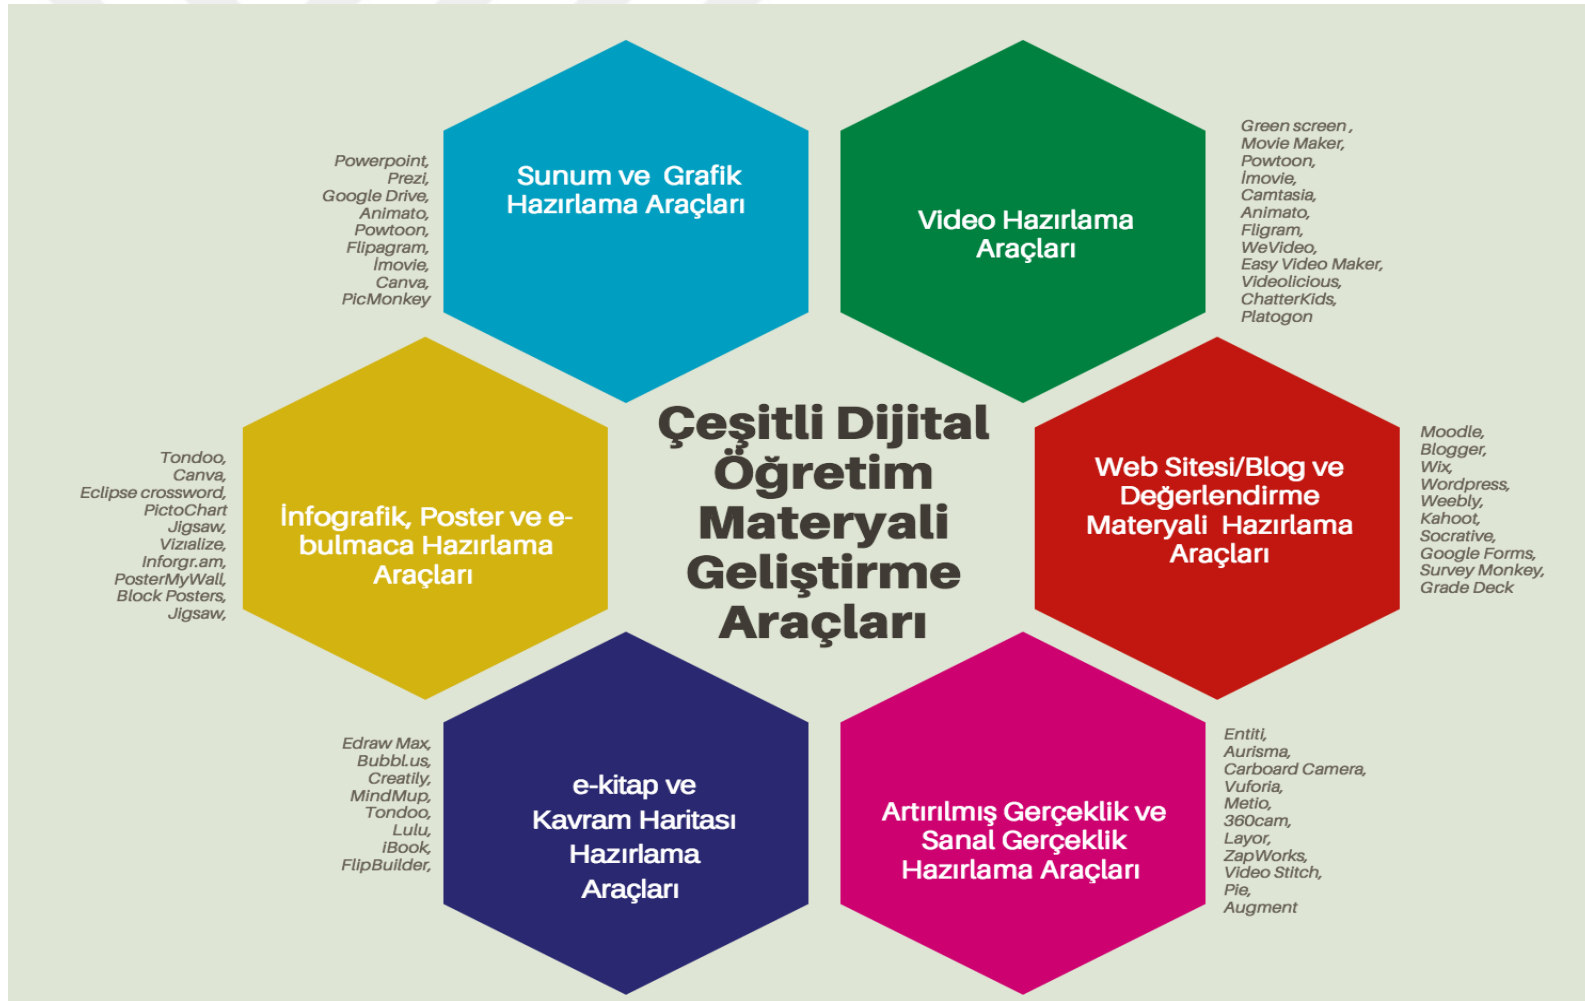 Powerpoint,
Prezi,
Google Drive,
Animato,
Powtoon,
Flipagram,
İmovie,
Canva,
PicMonkey
Sunum ve Grafik
Hazırlama Araçları
Video Hazırlama
Araçları
Green screen ,
Movie Maker,
Powtoon,
İmovie,
Camtasia,
Animato,
Fligram,
WeVideo,
Easy Video Maker,
Videolicious,
ChatterKids,
Platogon
Çeşitli Dijital
Öğretim
Materyali
Geliştirme
Araçları
Tondoo,
Canva,
Eclipse crossword,
PictoChart
Jigsaw,
Vizıalize,
Inforgr.am,
PosterMyWall,
Block Posters,
Jigsaw,
İnfografik, Poster ve e-
bulmaca Hazırlama
Araçları
Web Sitesi/Blog ve
Değerlendirme
Materyali Hazırlama
Araçları
Moodle,
Blogger,
Wix,
Wordpress,
Weebly,
Kahoot,
Socrative,
Google Forms,
Survey Monkey,
Grade Deck
Edraw Max,
Bubbl.us,
Creatily,
MindMup,
Tondoo,
Lulu,
iBook,
FlipBuilder,
e-kitap ve
Kavram Haritası
Hazırlama
Araçları
Artırılmış Gerçeklik ve
Sanal Gerçeklik
Hazırlama Araçları
Entiti,
Aurisma,
Carboard Camera,
Vuforia,
Metio,
360cam,
Layor,
ZapWorks,
Video Stitch,
Pie,
Augment